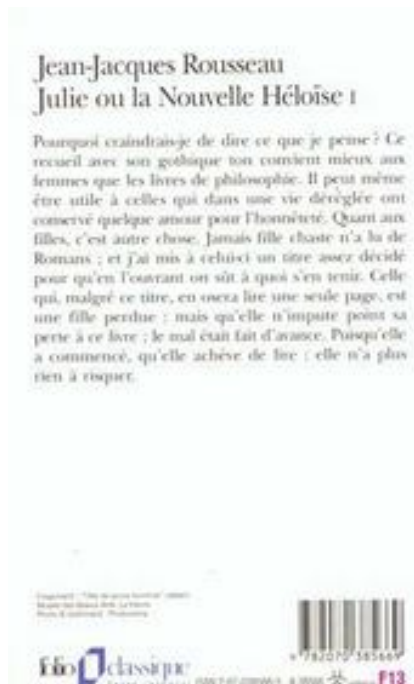 Jean-Jacques Rousseau
Julie ou la Nouvelle Héloïse I
Pourquoi craindrais-je de dire ce que je pense ? Ce
recueil avec son gothique ton convient mieux aux
femmes que les livres de philosophie. Il peut même
être utile à celles qui dans une vie déréglée ont
conservé quelque amour pour l'honnêteté. Quant aux
filles, c'est autre chose. Jamais fille chaste n'a lu de
Romans ; et j'ai mis à celui-ci un titre assez décidé
pour qu'en l'ouvrant on sût à quoi s'en tenir. Celle
qui, malgré ce titre, en osera lire une seule page, est
une fille perdue : mais qu'elle n'impute point sa
perte à ce livre ; le mal était fait d'avance. Puisqu'elle
a commencé, qu'elle achève de lire : elle n'a plus
rien à risquer.
9 782070 385669
folio classique
F13